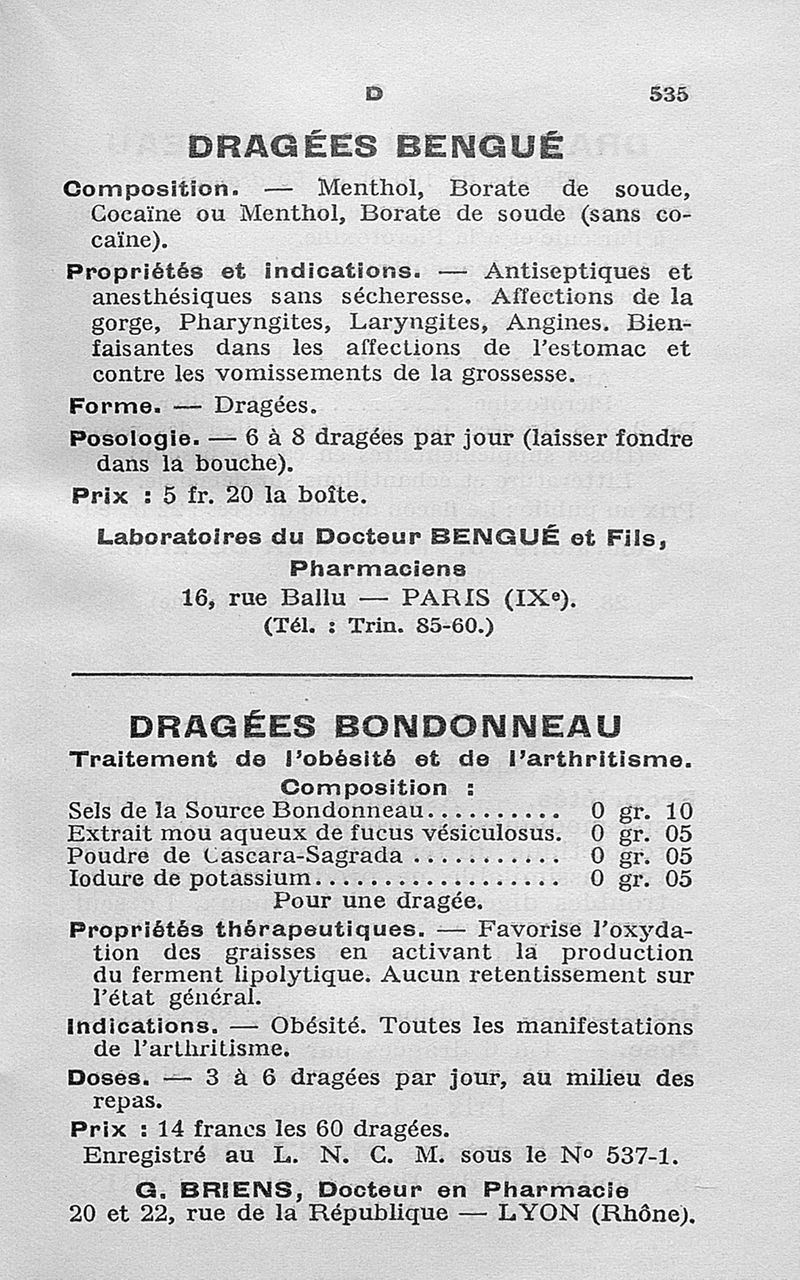 D 535
DRAGÉES BENGUÉ
Composition. — Menthol, Borate de soude,
Cocaïne ou Menthol, Borate de soude (sans co-
caïne).
Propriétés et indications. — Antiseptiques et
anesthésiques sans sécheresse. Affections de la
gorge, Pharyngites, Laryngites, Angines. Bien-
faisantes dans les affections de l'estomac et
contre les vomissements de la grossesse.
Forme. — Dragées.
Posologie. — 6 à 8 dragées par jour (laisser fondre
dans la bouche).
Prix : 5 fr. 20 la boîte.
Laboratoires du Docteur BENGUÉ et Fils,
Pharmaciens
16, rue Ballu — PARIS (IXe).
(Tél. : Trin. 85-60.)
DRAGÉES BONDONNEAU
Traitement de l'obésité et de l'arthritisme.
Composition :
Sels de la Source Bondonneau........... 0 gr. 10
Extrait mou aqueux de fucus vésiculosus. 0 gr. 05
Poudre de Cascara-Sagrada ........... 0 gr. 05
Iodure de potassium.................. 0 gr. 05
Pour une dragée.
Propriétés thérapeutiques. — Favorise l'oxyda-
tion des graisses en activant la production
du ferment lipolytique. Aucun retentissement sur
l'état général.
Indications. — Obésité. Toutes les manifestations
de l'arthritisme.
Doses. — 3 à 6 dragées par jour, au milieu des
repas.
Prix : 14 francs les 60 dragées.
Enregistré au L. N. C. M. sous le No 537-1.
G. BRIENS, Docteur en Pharmacie
20 et 22, rue de la République — LYON (Rhône).